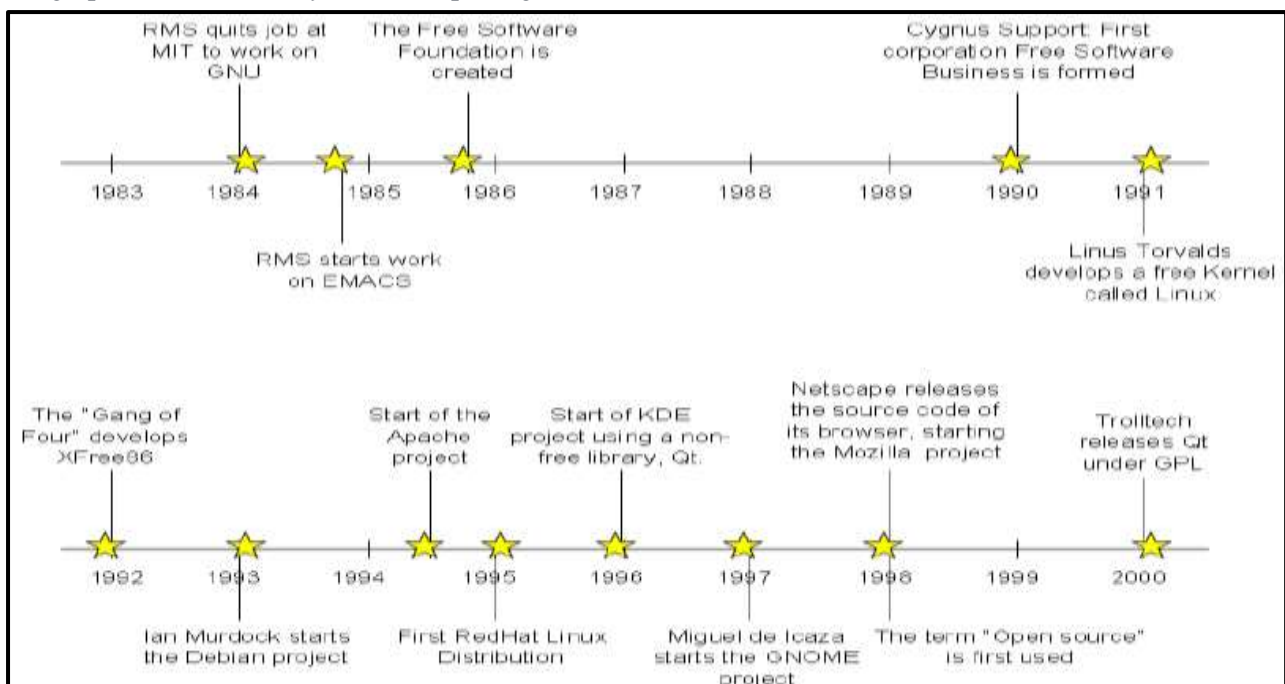 RMS quits job at
MIT to work on
GNU
The Free Software
Foundation is
created
Cygnus Support: First
corporation Free Software
Business is formed
1983 1984 1985 1986 1987 1988 1989 1990 1991
RMS starts work
on EMACS
Linus Torvalds
develops a free Kernel
called Linux
The "Gang of
Four" develops
XFree86
Start of the
Apache
project
Start of KDE
project using a non-
free library, Qt.
Netscape releases
the source code of
its browser, starting
the Mozilla project
Trolltech
releases Qt
under GPL
1992 1993 1994 1995 1996 1997 1998 1999 2000
Ian Murdock starts
the Debian project
First RedHat Linux
Distribution
Miguel de Icaza
starts the GNOME
project
The term "Open source"
is first used